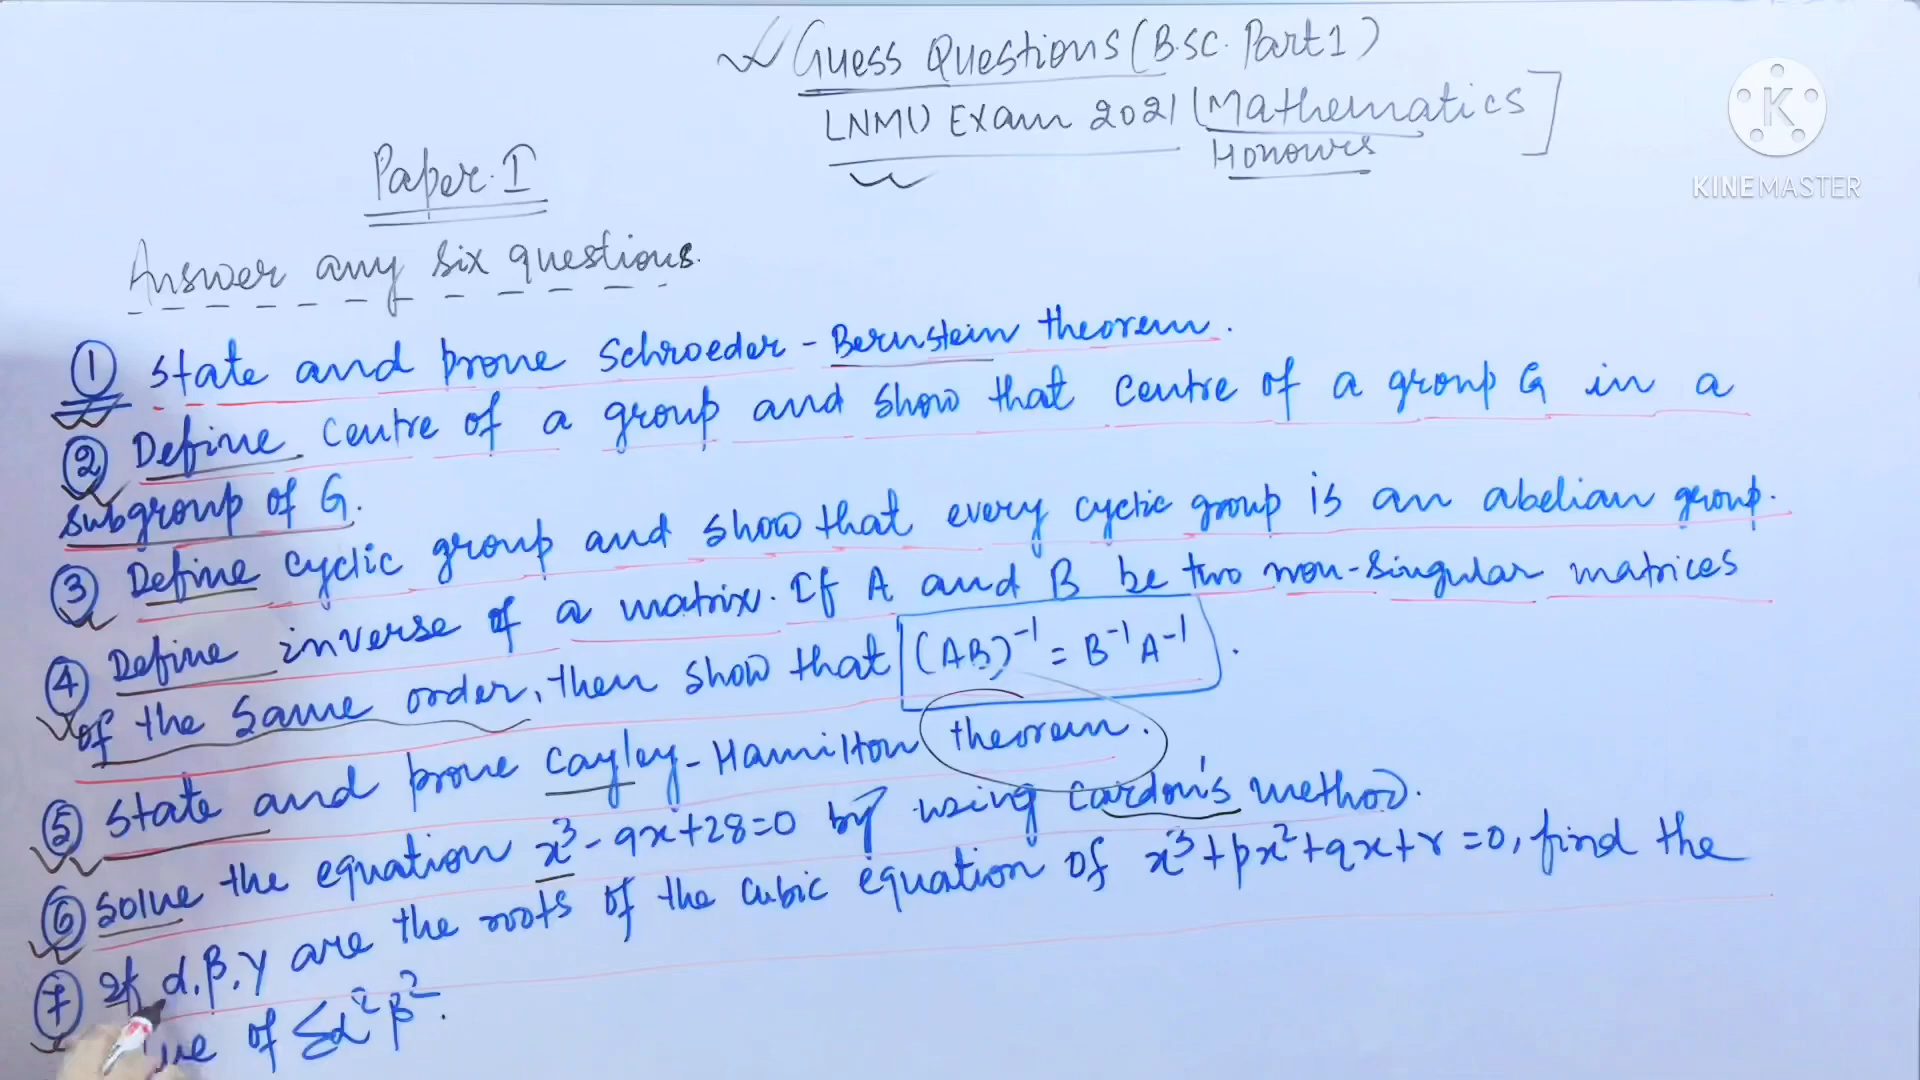 Guess Questions (B.SC. Part 1)
LNMU Exam 2021 (Mathematics]
Honours
K
KINEMASTER
Paper. I
Answer any six questions.
① State and prove Schroeder - Bernstein theorem.
② Define centre of a group and show that centre of a group G in a
subgroup of G.
③ Define cyclic group and show that every cyclic group is an abelian group.
④ Define inverse of a matrix. If A and B be two non-singular matrices
of the same order, then show that (AB)⁻¹ = B⁻¹A⁻¹.
⑤ State and prove Cayley-Hamilton theorem.
⑥ Solve the equation x³-9x+28=0 by using Cardon's method.
⑦ If α, β, γ are the roots of the cubic equation of x³+px²+qx+r=0, find the
of Σα²β².